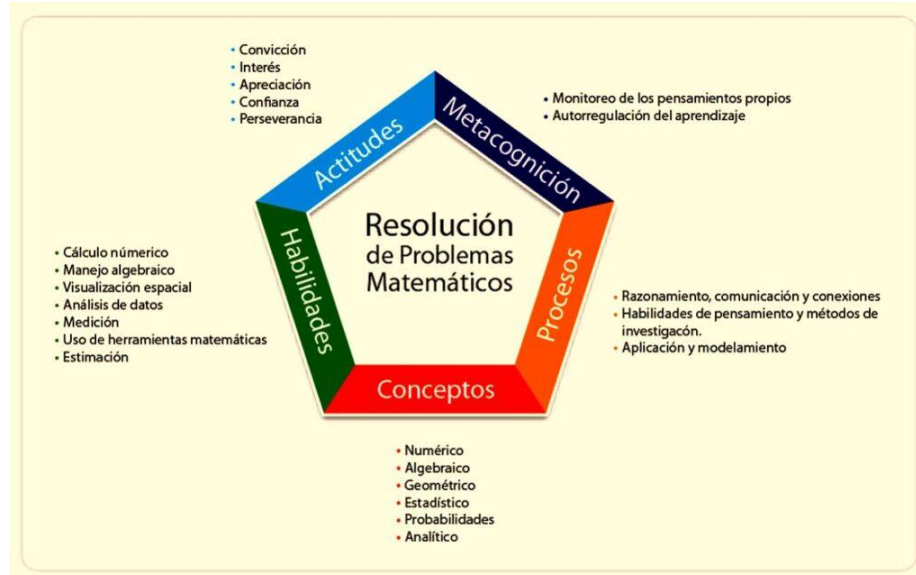 • Convicción
• Interés
• Apreciación
• Confianza
• Perseverancia
Actitudes
Metacognición
• Monitoreo de los pensamientos propios
• Autorregulación del aprendizaje
Resolución
de Problemas
Matemáticos
Habilidades
• Cálculo númerico
• Manejo algebraico
• Visualización espacial
• Análisis de datos
• Medición
• Uso de herramientas matemáticas
• Estimación
Procesos
• Razonamiento, comunicación y conexiones
• Habilidades de pensamiento y métodos de
investigacón.
• Aplicación y modelamiento
Conceptos
• Numérico
• Algebraico
• Geométrico
• Estadístico
• Probabilidades
• Analítico